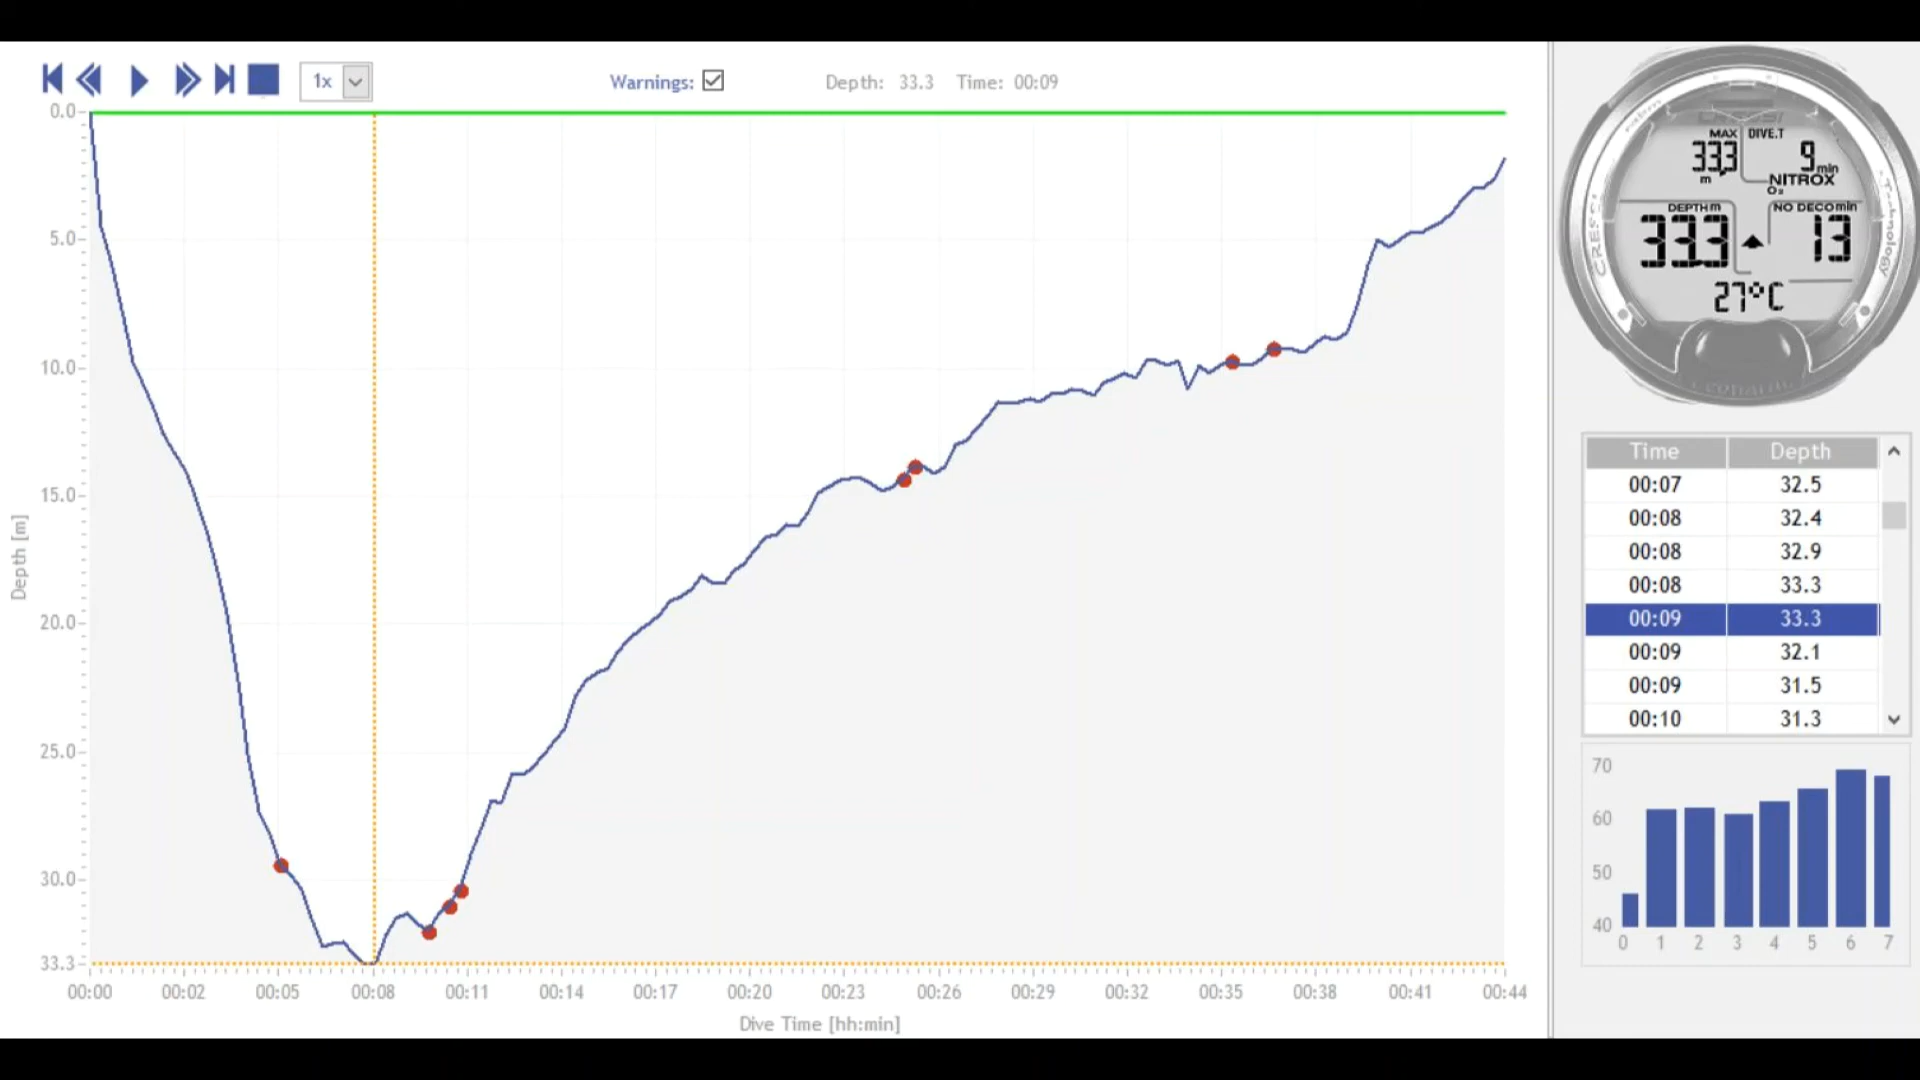 1x
Warnings:
Depth: 33.3 Time: 00:09
0.0
5.0
10.0
15.0
20.0
25.0
30.0
33.3
Depth [m]
00:00 00:02 00:05 00:08 00:11 00:14 00:17 00:20 00:23 00:26 00:29 00:32 00:35 00:38 00:41 00:44
Dive Time [hh:min]
CRESSI
MAX DIVE.T
33.3 9 min
m NITROX
O2
DEPTH m NO DECO min
33.3 13
27°C
CRESSI
Technology
Time Depth
00:07 32.5
00:08 32.4
00:08 32.9
00:08 33.3
00:09 33.3
00:09 32.1
00:09 31.5
00:10 31.3
70
60
50
40
0 1 2 3 4 5 6 7